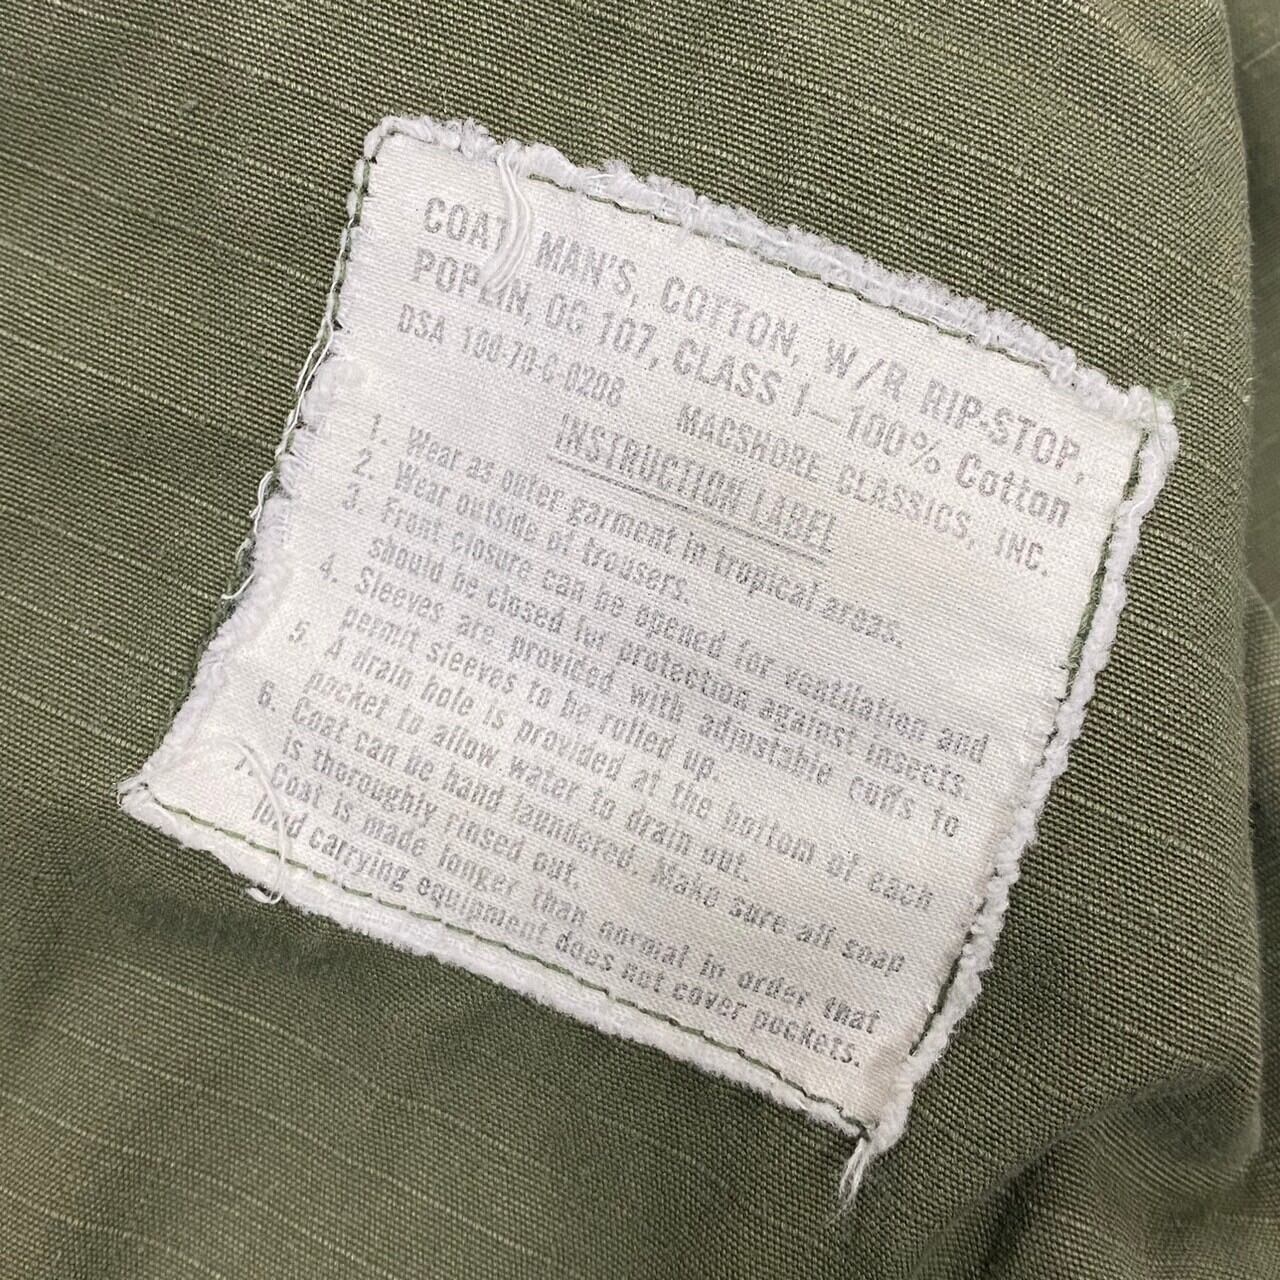 COAT, MAN'S, COTTON, W/R RIP-STOP,
POPLIN, OG 107, CLASS 1—100% Cotton
DSA 100-70-C-0208 MACSHORE CLASSICS, INC.
INSTRUCTION LABEL
1. Wear as outer garment in tropical areas.
2. Wear outside of trousers.
3. Front closure can be opened for ventilation and
should be closed for protection against insects.
4. Sleeves are provided with adjustable cuffs to
permit sleeves to be rolled up.
5. A drain hole is provided at the bottom of each
pocket to allow water to drain out.
6. Coat can be hand laundered. Make sure all soap
is thoroughly rinsed out.
7. Coat is made longer than normal in order that
load carrying equipment does not cover pockets.